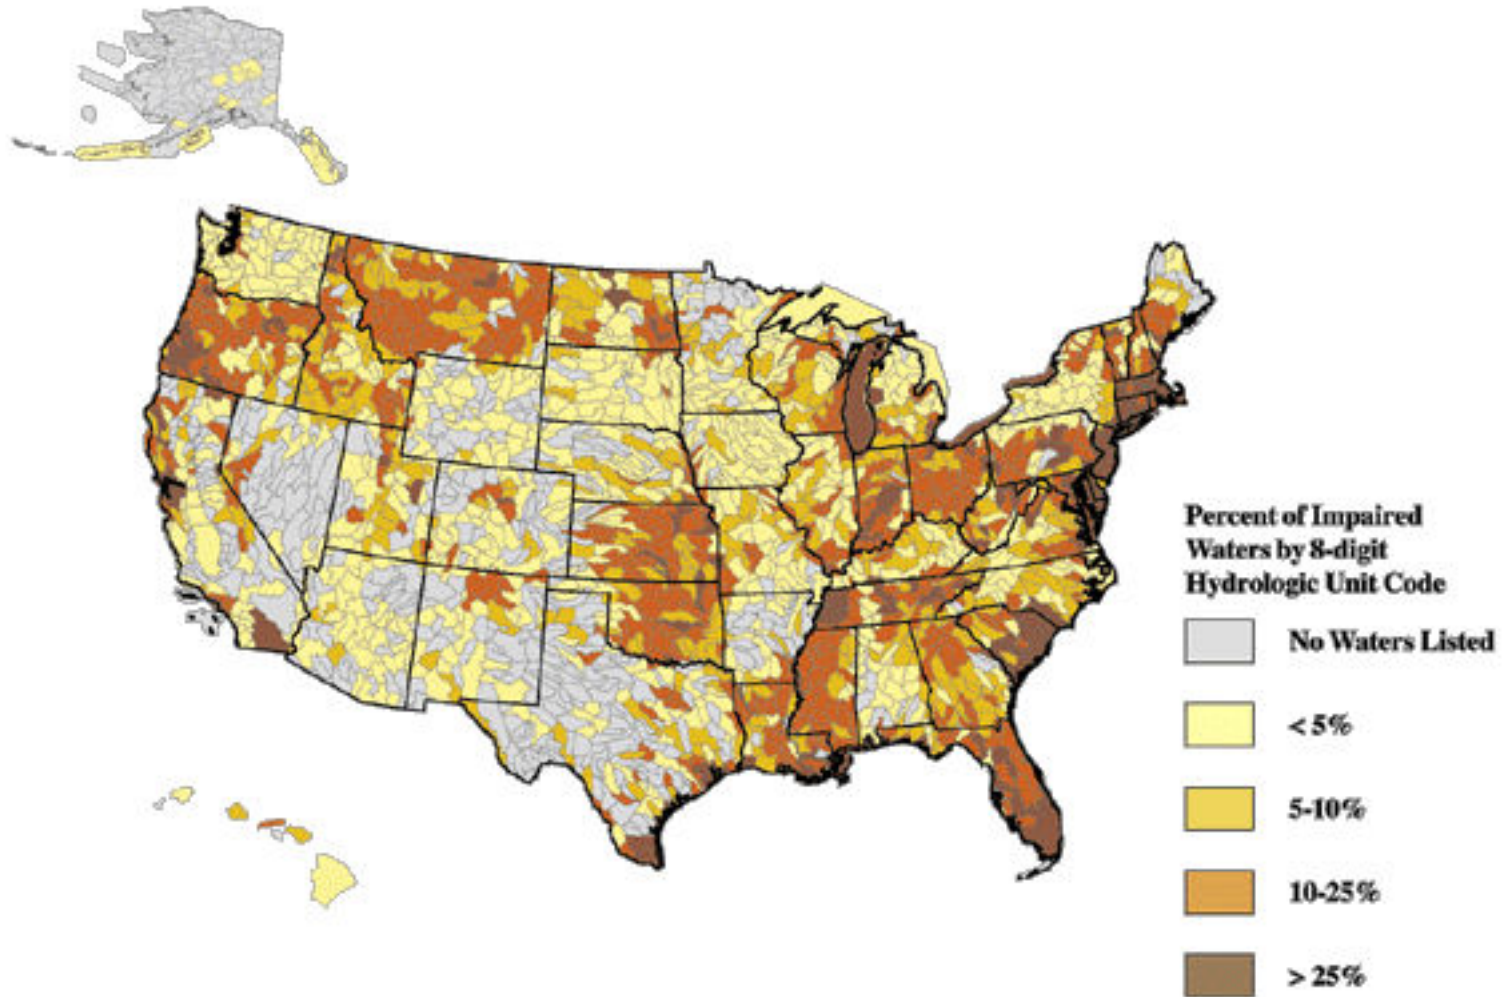 Percent of Impaired
Waters by 8-digit
Hydrologic Unit Code
No Waters Listed
< 5%
5-10%
10-25%
> 25%